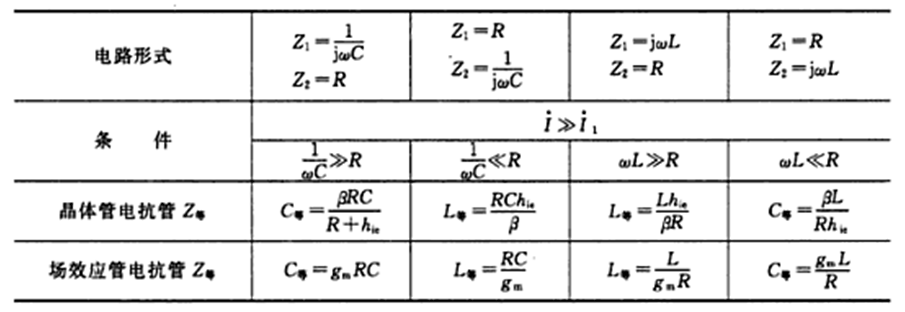 电路形式 Z₁=1/jωC Z₂=R Z₁=R Z₂=1/jωC Z₁=jωL Z₂=R Z₁=R Z₂=jωL
条 件 İ≫İ₁
1/ωC≫R 1/ωC≪R ωL≫R ωL≪R
晶体管电抗管 Z等 C等=βRC/R+hie L等=RChie/β L等=Lhie/βR C等=βL/Rhie
场效应管电抗管 Z等 C等=gmRC L等=RC/gm L等=L/gmR C等=gmL/R